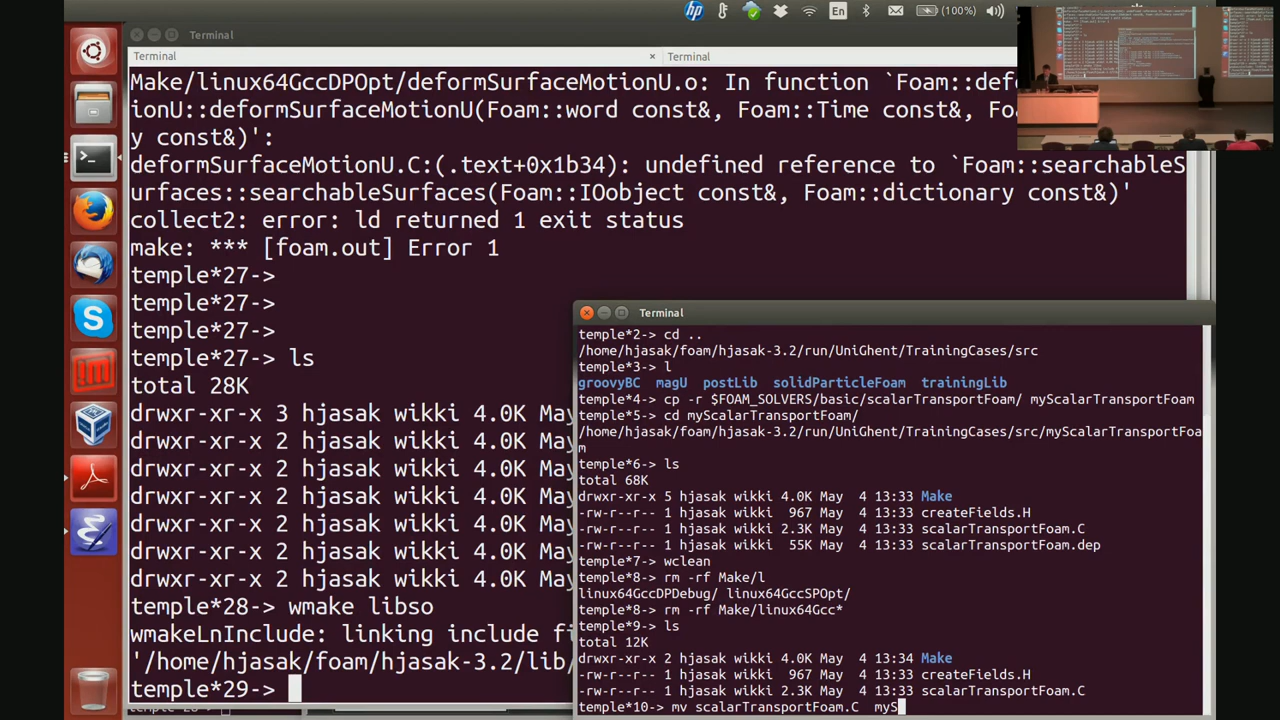 En
(100%)
Terminal
Terminal
Terminal
Make/linux64GccDPOpt/deformSurfaceMotionU.o: In function `Foam::def
ionU::deformSurfaceMotionU(Foam::word const&, Foam::Time const&, Fo
y const&)':
deformSurfaceMotionU.C:(.text+0x1b34): undefined reference to `Foam::searchableS
urfaces::searchableSurfaces(Foam::IOobject const&, Foam::dictionary const&)'
collect2: error: ld returned 1 exit status
make: *** [foam.out] Error 1
temple*27->
temple*27->
temple*27->
temple*27-> ls
total 28K
drwxr-xr-x 3 hjasak wikki 4.0K May
drwxr-xr-x 2 hjasak wikki 4.0K May
drwxr-xr-x 2 hjasak wikki 4.0K May
drwxr-xr-x 2 hjasak wikki 4.0K May
drwxr-xr-x 2 hjasak wikki 4.0K May
drwxr-xr-x 2 hjasak wikki 4.0K May
drwxr-xr-x 2 hjasak wikki 4.0K May
temple*28-> wmake libso
wmakeLnInclude: linking include fi
'/home/hjasak/foam/hjasak-3.2/lib/
temple*29->
Terminal
temple*2-> cd ..
/home/hjasak/foam/hjasak-3.2/run/UniGhent/TrainingCases/src
temple*3-> l
groovyBC magU postLib solidParticleFoam trainingLib
temple*4-> cp -r $FOAM_SOLVERS/basic/scalarTransportFoam/ myScalarTransportFoam
temple*5-> cd myScalarTransportFoam/
/home/hjasak/foam/hjasak-3.2/run/UniGhent/TrainingCases/src/myScalarTransportFoa
m
temple*6-> ls
total 68K
drwxr-xr-x 5 hjasak wikki 4.0K May 4 13:33 Make
-rw-r--r-- 1 hjasak wikki 967 May 4 13:33 createFields.H
-rw-r--r-- 1 hjasak wikki 2.3K May 4 13:33 scalarTransportFoam.C
-rw-r--r-- 1 hjasak wikki 55K May 4 13:33 scalarTransportFoam.dep
temple*7-> wclean
temple*8-> rm -rf Make/l
linux64GccDPDebug/ linux64GccSPOpt/
temple*8-> rm -rf Make/linux64Gcc*
temple*9-> ls
total 12K
drwxr-xr-x 2 hjasak wikki 4.0K May 4 13:34 Make
-rw-r--r-- 1 hjasak wikki 967 May 4 13:33 createFields.H
-rw-r--r-- 1 hjasak wikki 2.3K May 4 13:33 scalarTransportFoam.C
temple*10-> mv scalarTransportFoam.C myS